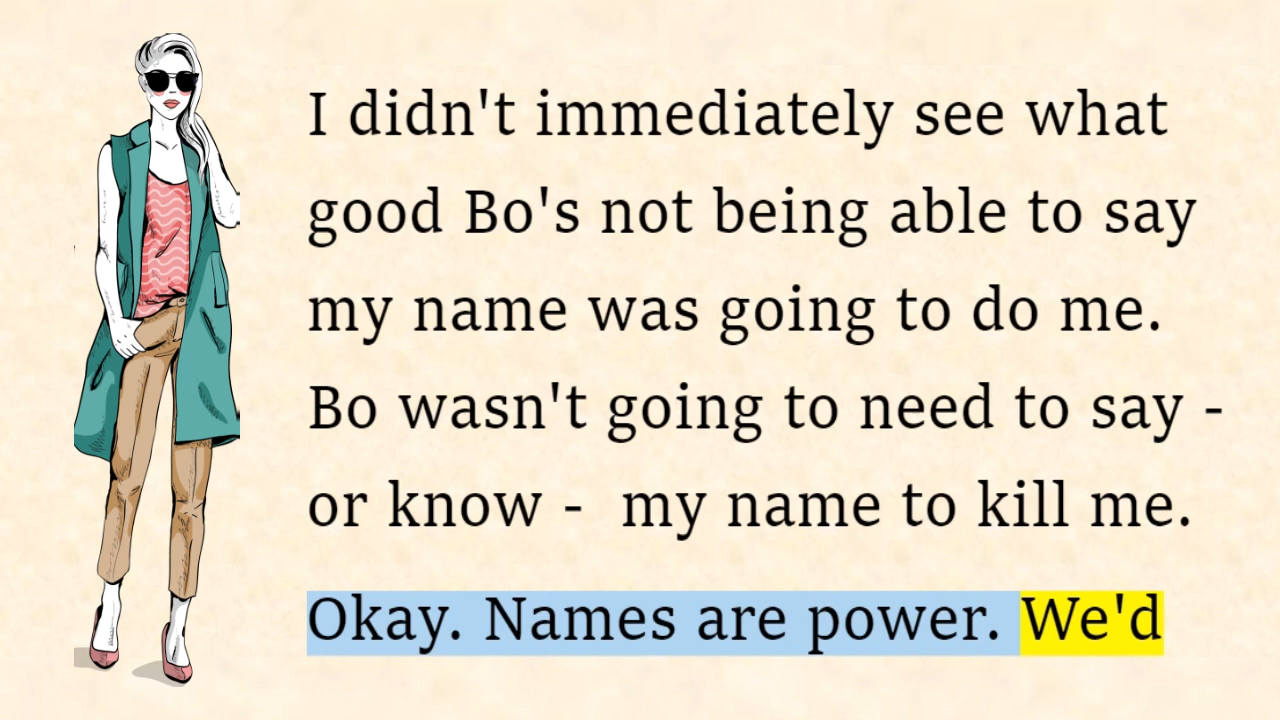 I didn't immediately see what
good Bo's not being able to say
my name was going to do me.
Bo wasn't going to need to say -
or know -  my name to kill me.
Okay. Names are power. We'd